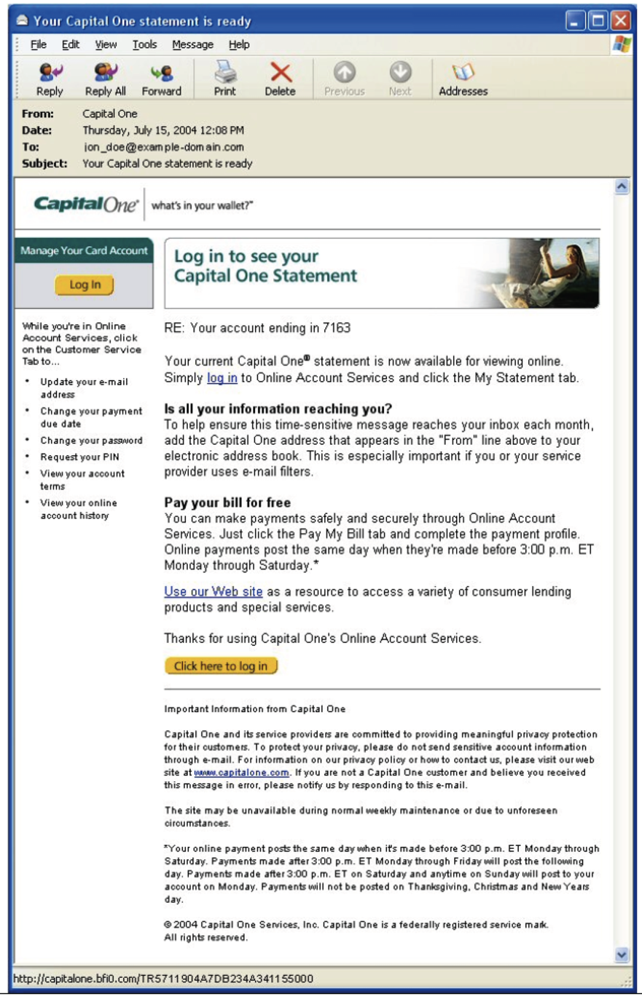 Your Capital One statement is ready
File Edit View Tools Message Help
Reply Reply All Forward Print Delete Previous Next Addresses
From: Capital One
Date: Thursday, July 15, 2004 12:08 PM
To: jon_doe@example-domain.com
Subject: Your Capital One statement is ready
CapitalOne® what's in your wallet?™
Manage Your Card Account
Log In
Log in to see your
Capital One Statement
While you're in Online
Account Services, click
on the Customer Service
Tab to...
• Update your e-mail
address
• Change your payment
due date
• Change your password
• Request your PIN
• View your account
terms
• View your online
account history
RE: Your account ending in 7163
Your current Capital One® statement is now available for viewing online.
Simply log in to Online Account Services and click the My Statement tab.
Is all your information reaching you?
To help ensure this time-sensitive message reaches your inbox each month,
add the Capital One address that appears in the "From" line above to your
electronic address book. This is especially important if you or your service
provider uses e-mail filters.
Pay your bill for free
You can make payments safely and securely through Online Account
Services. Just click the Pay My Bill tab and complete the payment profile.
Online payments post the same day when they're made before 3:00 p.m. ET
Monday through Saturday.*
Use our Web site as a resource to access a variety of consumer lending
products and special services.
Thanks for using Capital One's Online Account Services.
Click here to log in
Important Information from Capital One
Capital One and its service providers are committed to providing meaningful privacy protection
for their customers. To protect your privacy, please do not send sensitive account information
through e-mail. For information on our privacy policy or how to contact us, please visit our web
site at www.capitalone.com. If you are not a Capital One customer and believe you received
this message in error, please notify us by responding to this e-mail.
The site may be unavailable during normal weekly maintenance or due to unforeseen
circumstances.
*Your online payment posts the same day when it's made before 3:00 p.m. ET Monday through
Saturday. Payments made after 3:00 p.m. ET Monday through Friday will post the following
day. Payments made after 3:00 p.m. ET on Saturday and anytime on Sunday will post to your
account on Monday. Payments will not be posted on Thanksgiving, Christmas and New Years
day.
© 2004 Capital One Services, Inc. Capital One is a federally registered service mark.
All rights reserved.
http://capitalone.bfi0.com/TR5711904A7DB234A341155000